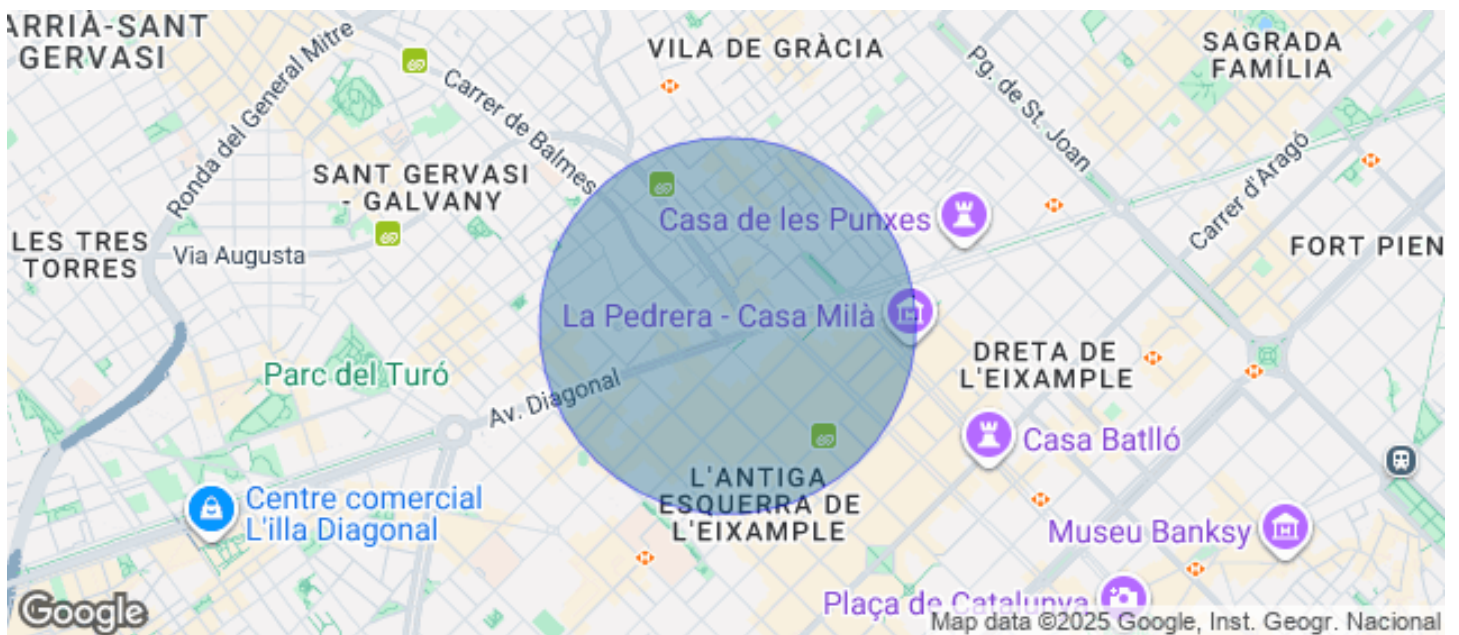 ARRIÀ-SANT
GERVASI
Ronda del General Mitre
Carrer de Balmes
VILA DE GRÀCIA
Pg. de St. Joan
SAGRADA
FAMÍLIA
SANT GERVASI
- GALVANY
Casa de les Punxes
Carrer d'Aragó
LES TRES
TORRES
Via Augusta
FORT PIEN
La Pedrera - Casa Milà
DRETA DE
L'EIXAMPLE
Parc del Turó
Av. Diagonal
Casa Batlló
L'ANTIGA
ESQUERRA DE
L'EIXAMPLE
Centre comercial
L'illa Diagonal
Museu Banksy
Plaça de Catalunya
Google
Map data ©2025 Google, Inst. Geogr. Nacional